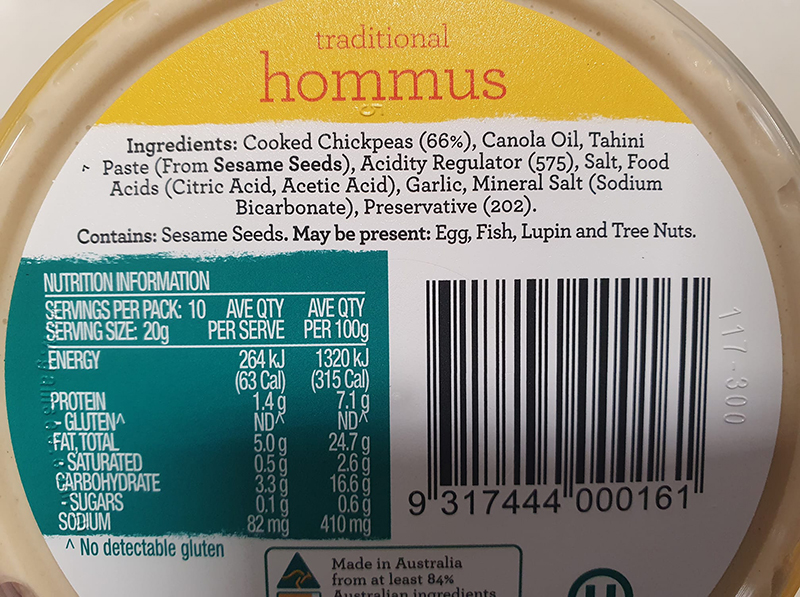 traditional
hommus
Ingredients: Cooked Chickpeas (66%), Canola Oil, Tahini
Paste (From Sesame Seeds), Acidity Regulator (575), Salt, Food
Acids (Citric Acid, Acetic Acid), Garlic, Mineral Salt (Sodium
Bicarbonate), Preservative (202).
Contains: Sesame Seeds. May be present: Egg, Fish, Lupin and Tree Nuts.
NUTRITION INFORMATION
SERVINGS PER PACK: 10 AVE QTY AVE QTY
SERVING SIZE: 20g PER SERVE PER 100g
ENERGY 264 kJ 1320 kJ
(63 Cal) (315 Cal)
PROTEIN 1.4 g 7.1 g
- GLUTEN^ ND^ ND^
FAT, TOTAL 5.0 g 24.7 g
- SATURATED 0.5 g 2.6 g
CARBOHYDRATE 3.3 g 16.6 g
- SUGARS 0.1 g 0.6 g
SODIUM 82 mg 410 mg
^ No detectable gluten
117-300
9 317444 000161
Made in Australia
from at least 84%
Australian ingredients